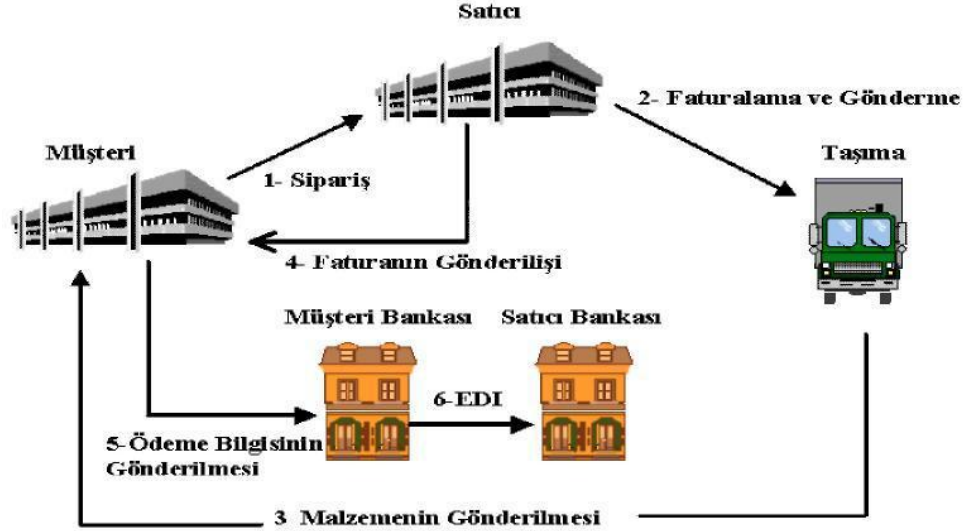 Satıcı
2- Faturalama ve Gönderme
Müşteri
Taşıma
1- Sipariş
4- Faturanın Gönderilişi
Müşteri Bankası
Satıcı Bankası
6-EDI
5-Ödeme Bilgisinin
Gönderilmesi
3 Malzemenin Gönderilmesi